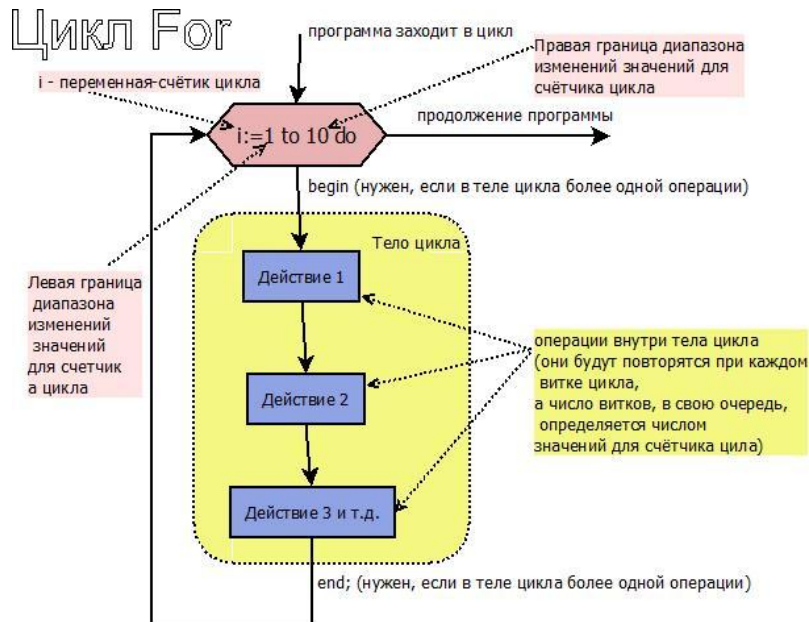 Цикл For
программа заходит в цикл
i - переменная-счётик цикла
Правая граница диапазона
изменений значений для
счётчика цикла
продолжение программы
i:=1 to 10 do
begin (нужен, если в теле цикла более одной операции)
Тело цикла
Действие 1
Левая граница
диапазона
изменений
значений
для счетчик
а цикла
операции внутри тела цикла
(они будут повторятся при каждом
витке цикла,
а число витков, в свою очередь,
определяется числом
значений для счётчика цила)
Действие 2
Действие 3 и т.д.
end; (нужен, если в теле цикла более одной операции)